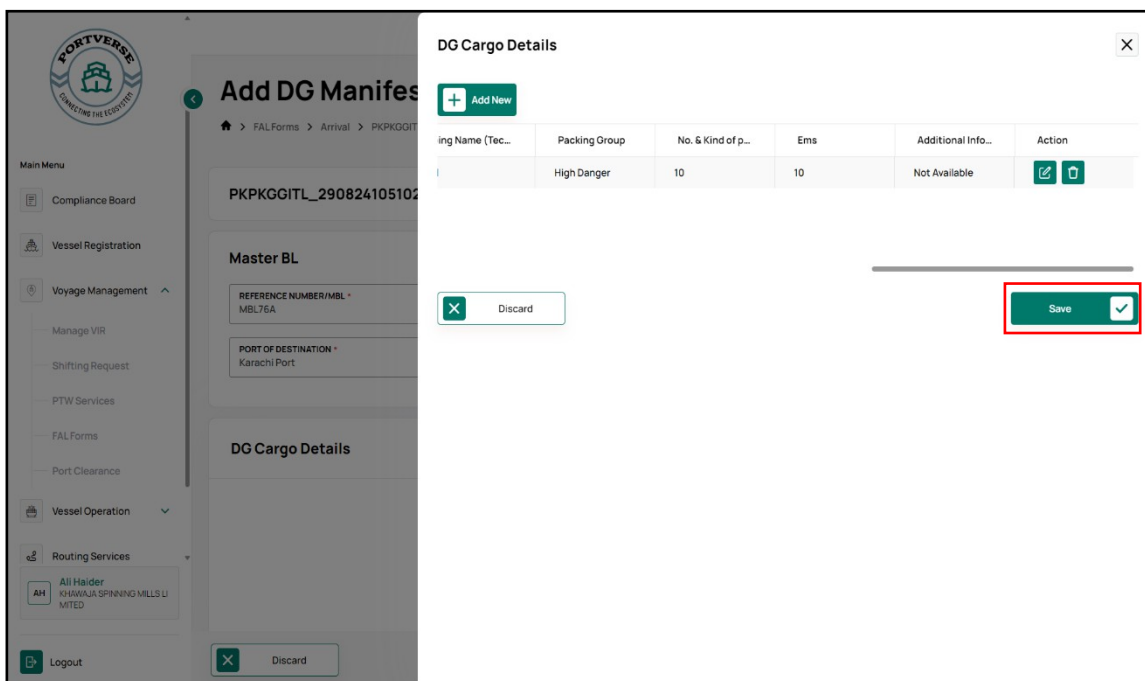 PORTVERSE
CONNECTING THE ECOSYSTEM
Main Menu
Compliance Board
Vessel Registration
Voyage Management
Manage VIR
Shifting Request
PTW Services
FAL Forms
Port Clearance
Vessel Operation
Routing Services
AH
Ali Haider
KHAWAJA SPINNING MILLS LI
MITED
Logout
Add DG Manifes
> FAL Forms > Arrival > PKPKGGIT
PKPKGGITL_290824105102
Master BL
REFERENCE NUMBER/MBL *
MBL76A
PORT OF DESTINATION *
Karachi Port
DG Cargo Details
Discard
DG Cargo Details
Add New
ing Name (Tec... Packing Group No. & Kind of p... Ems Additional Info... Action
High Danger 10 10 Not Available
Discard
Save